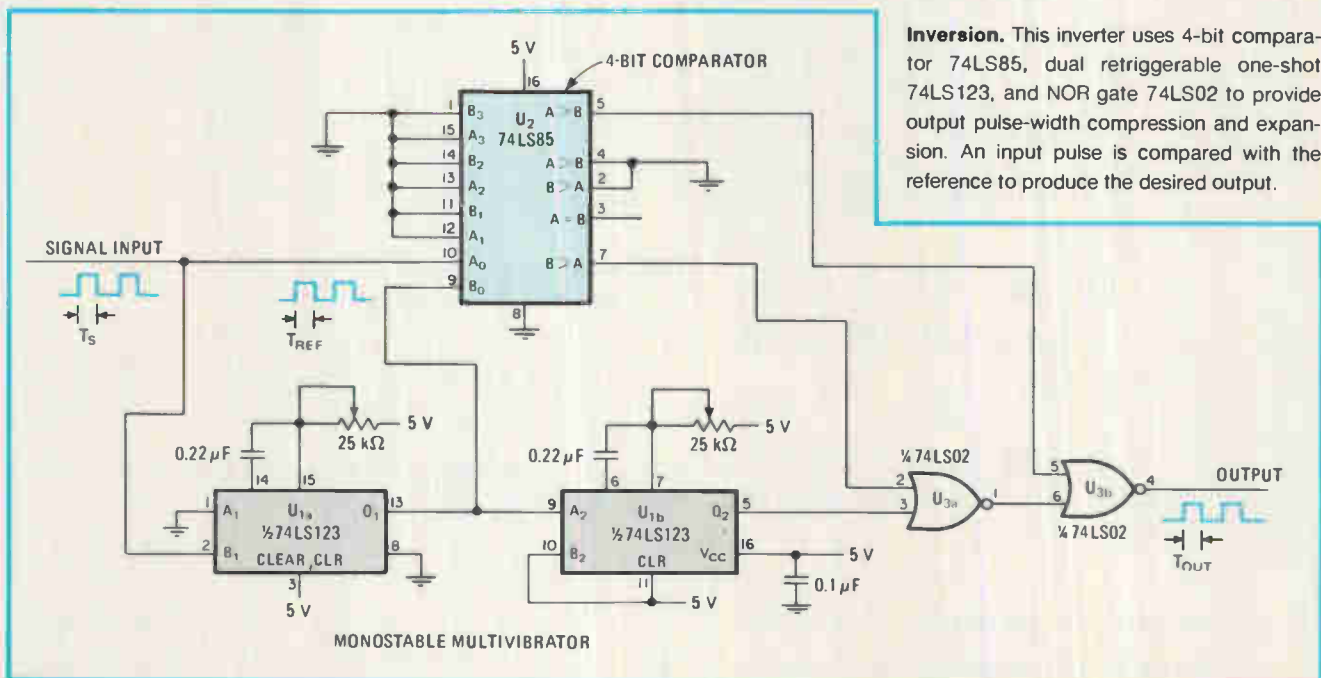 Inversion. This inverter uses 4-bit compara-
tor 74LS85, dual retriggerable one-shot
74LS123, and NOR gate 74LS02 to provide
output pulse-width compression and expan-
sion. An input pulse is compared with the
reference to produce the desired output.
5 V
4-BIT COMPARATOR
16
1 B3 U2 A > B 5
15 A3 74LS85
14 B2 A > B 4
13 A2 B > A 2
11 B1 A = B 3
12 A1
10 A0 B > A 7
9 B0
8
SIGNAL INPUT
TS
TREF
0.22 µF
25 kΩ
5 V
14
15
1 A1 U1a Q1 13
½ 74LS123
2 B1 CLEAR, CLR 8
3
5 V
0.22 µF
25 kΩ
5 V
6
7
9 A2 U1b Q2 5
½ 74LS123
10 B2 CLR VCC 16
11
5 V
5 V
0.1 µF
¼ 74LS02
2
3
U3a
1
5
6
U3b
4
¼ 74LS02
OUTPUT
TOUT
MONOSTABLE MULTIVIBRATOR